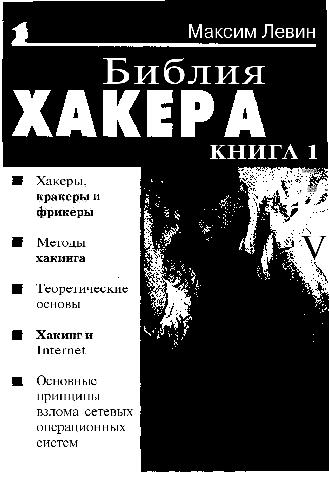 Максим Левин
Библия
ХАКЕРА
КНИГА 1
Хакеры,
кракеры и
фрикеры
Методы
хакинга
Теоретические
основы
Хакинг и
Internet
Основные
принципы
взлома сетевых
операционных
систем
V